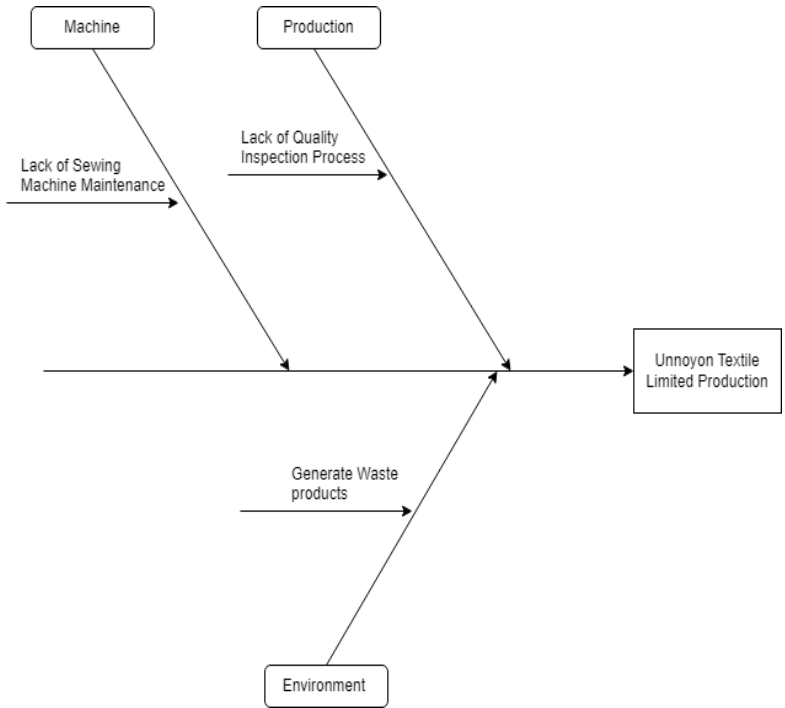 Machine
Production
Lack of Quality
Inspection Process
Lack of Sewing
Machine Maintenance
Unnoyon Textile
Limited Production
Generate Waste
products
Environment